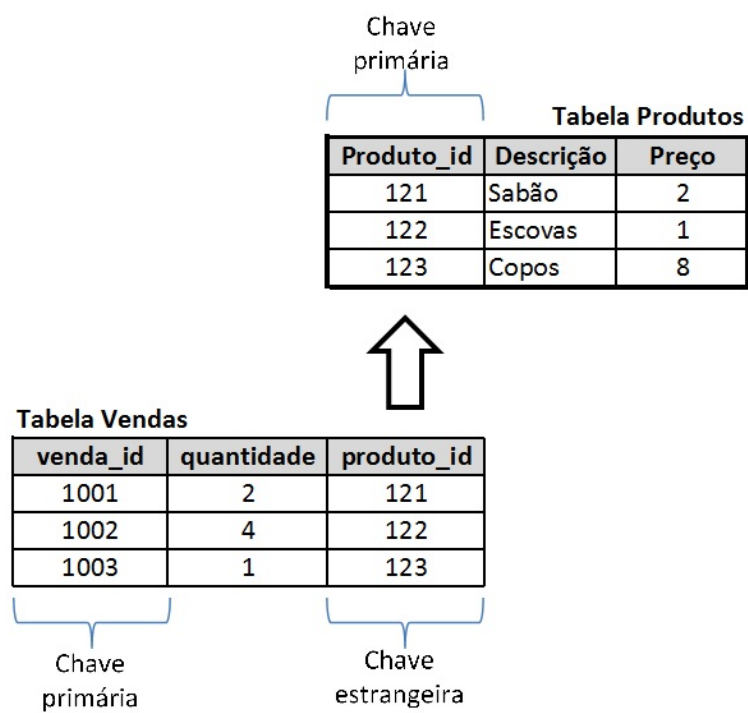 Chave
primária
Tabela Produtos
Produto_id Descrição Preço
121 Sabão 2
122 Escovas 1
123 Copos 8
Tabela Vendas
venda_id quantidade produto_id
1001 2 121
1002 4 122
1003 1 123
Chave
primária
Chave
estrangeira